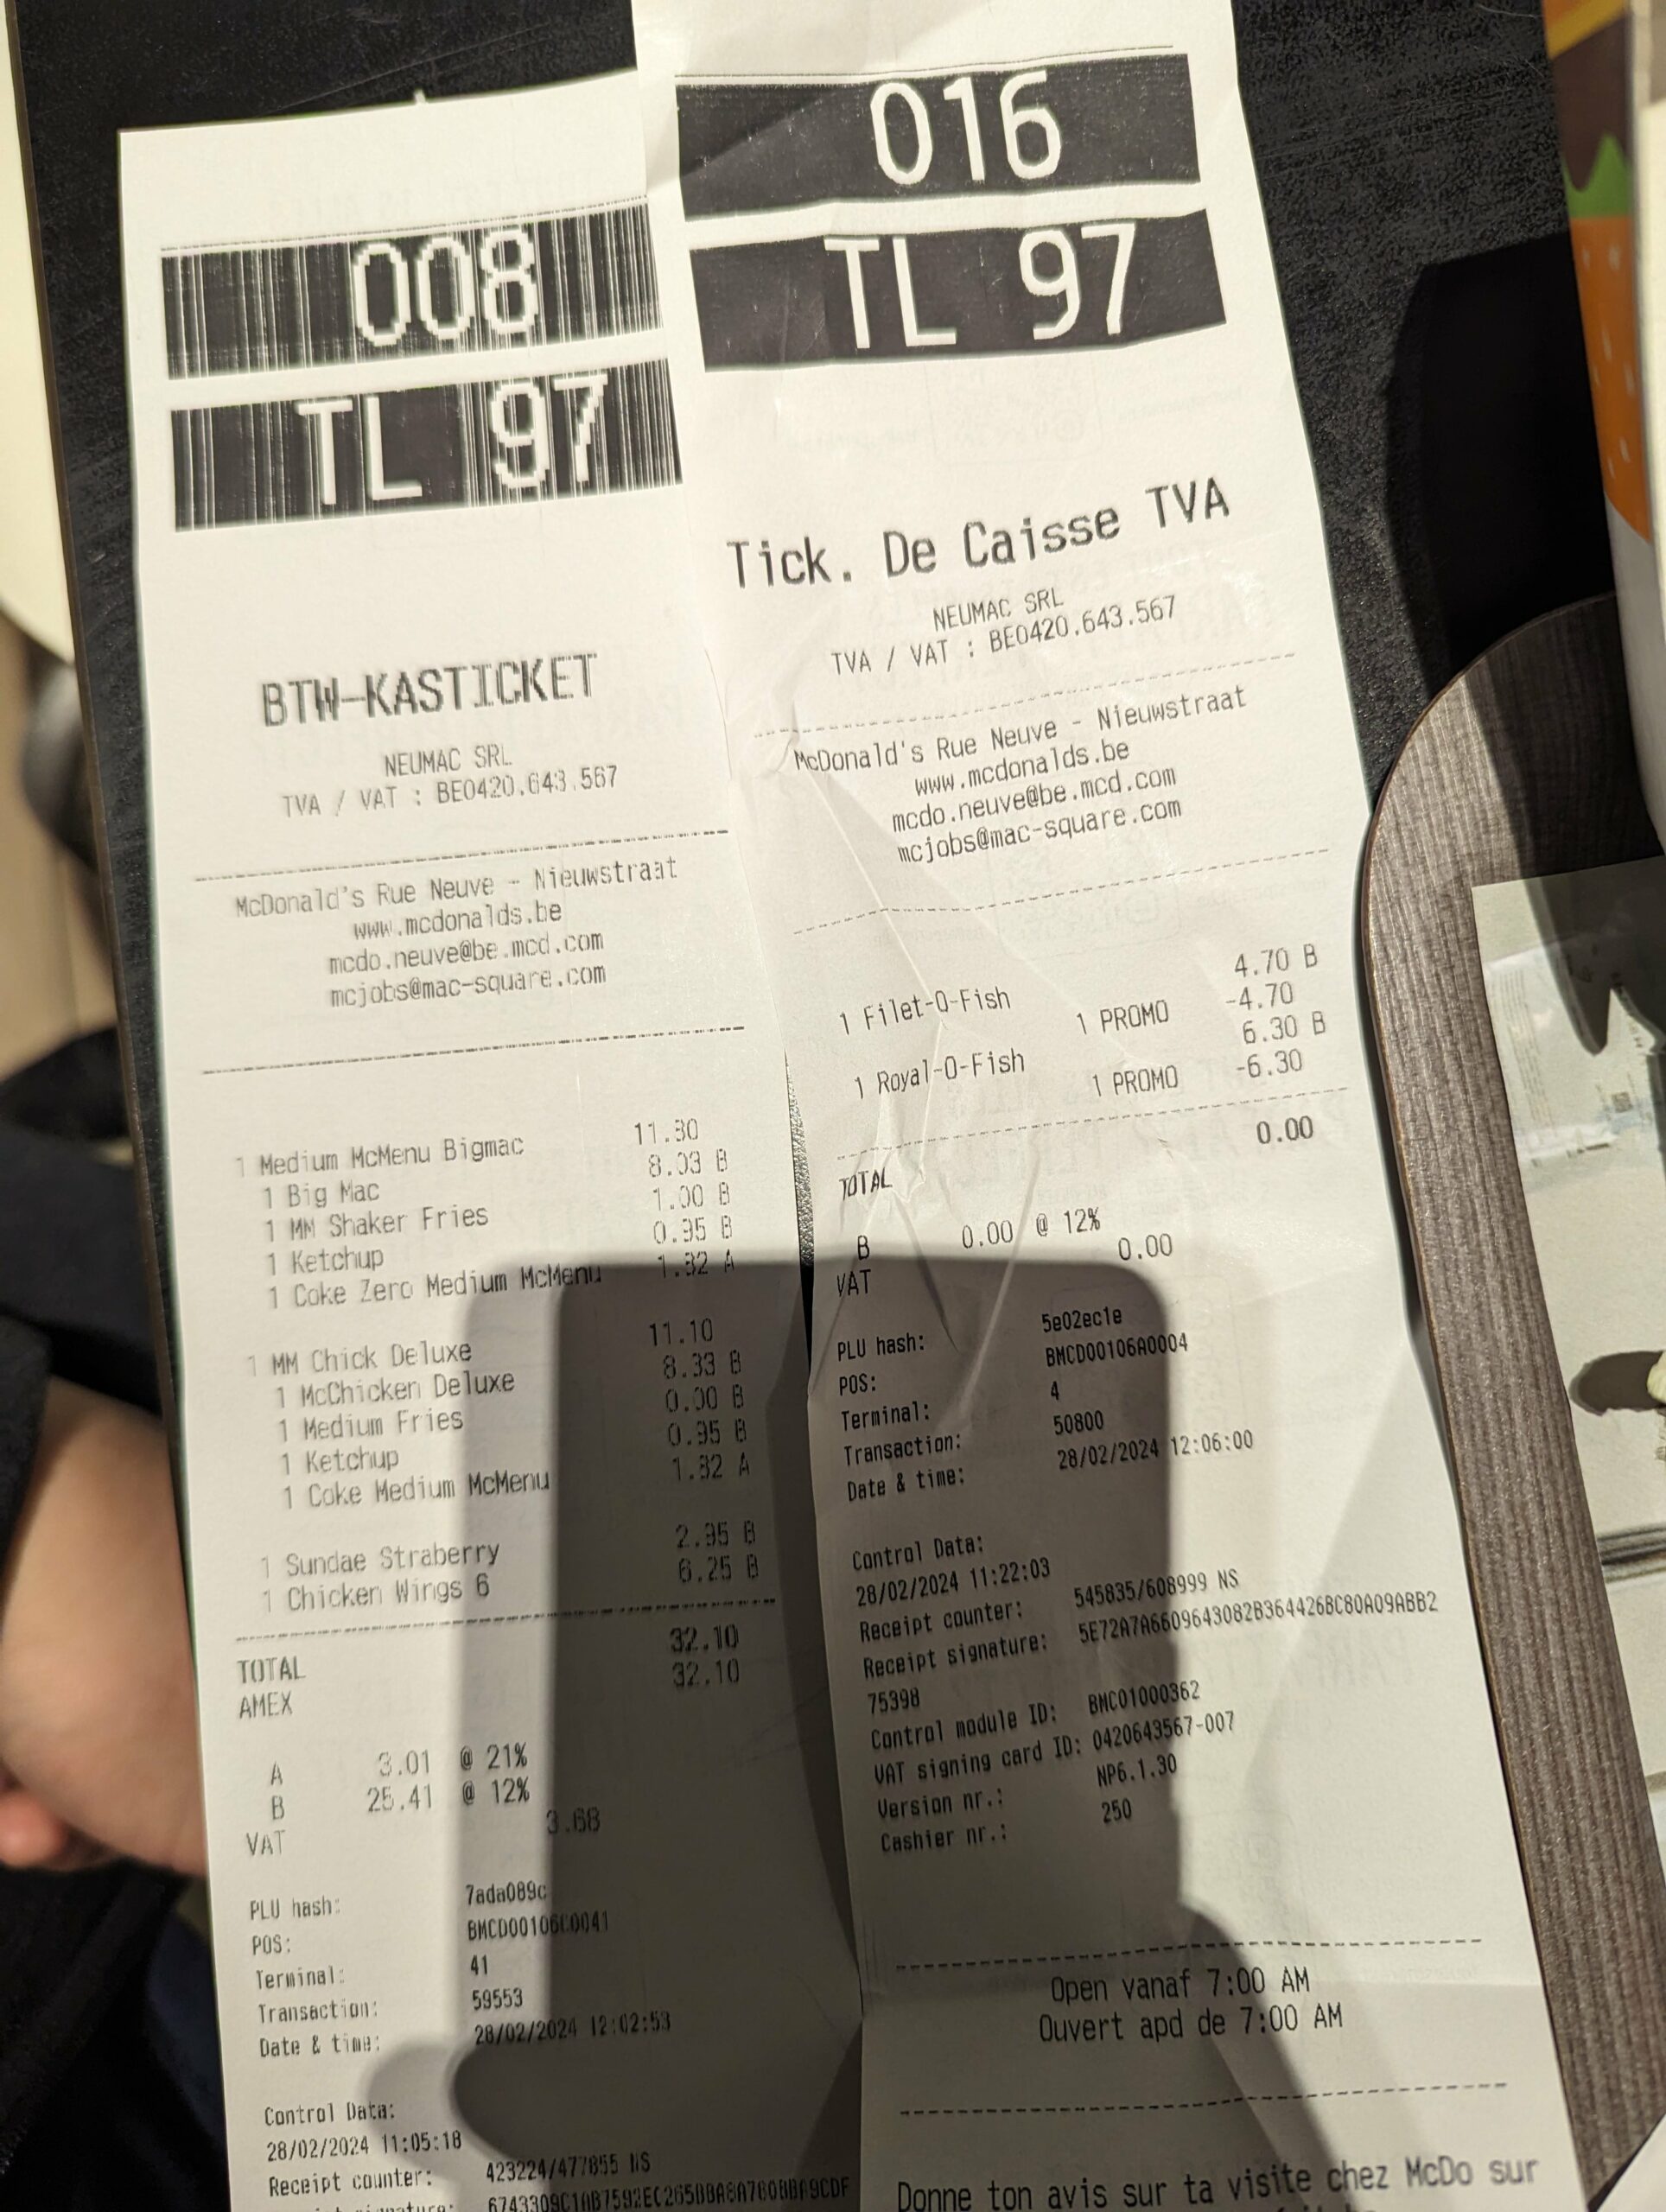 008
TL 97
BTW-KASTICKET
NEUMAC SRL
TVA / VAT : BE0420.643.567
McDonald's Rue Neuve - Nieuwstraat
www.mcdonalds.be
mcdo.neuve@be.mcd.com
mcjobs@mac-square.com
1 Medium McMenu Bigmac 11.80
1 Big Mac 8.03 B
1 MM Shaker Fries 1.00 B
1 Ketchup 0.95 B
1 Coke Zero Medium McMenu 1.82 A
1 MM Chick Deluxe 11.10
1 McChicken Deluxe 8.33 B
1 Medium Fries 0.00 B
1 Ketchup 0.95 B
1 Coke Medium McMenu 1.82 A
1 Sundae Straberry 2.95 B
1 Chicken Wings 6 6.25 B
TOTAL 32.10
AMEX 32.10
A 3.01 @ 21%
B 25.41 @ 12%
VAT 3.68
PLU hash: 7ada089c
POS: BMCD00106C0041
Terminal: 41
Transaction: 59553
Date & time: 28/02/2024 12:02:53
Control Data:
28/02/2024 11:05:18
Receipt counter: 423224/477855 NS
016
TL 97
Tick. De Caisse TVA
NEUMAC SRL
TVA / VAT : BE0420.643.567
McDonald's Rue Neuve - Nieuwstraat
www.mcdonalds.be
mcdo.neuve@be.mcd.com
mcjobs@mac-square.com
1 Filet-O-Fish 4.70 B
1 PROMO -4.70
1 Royal-O-Fish 6.30 B
1 PROMO -6.30
TOTAL 0.00
B 0.00 @ 12%
VAT 0.00
PLU hash: 5e02ec1e
POS: BMCD00106A0004
Terminal: 4
Transaction: 50800
Date & time: 28/02/2024 12:06:00
Control Data:
28/02/2024 11:22:03
Receipt counter: 545835/608999 NS
Receipt signature: 5E72A7A6609643082B364426BC80A09ABB2
75398
Control module ID: BMC01000362
VAT signing card ID: 0420643567-007
Version nr.: NP6.1.30
Cashier nr.: 250
Open vanaf 7:00 AM
Ouvert apd de 7:00 AM
Donne ton avis sur ta visite chez McDo sur